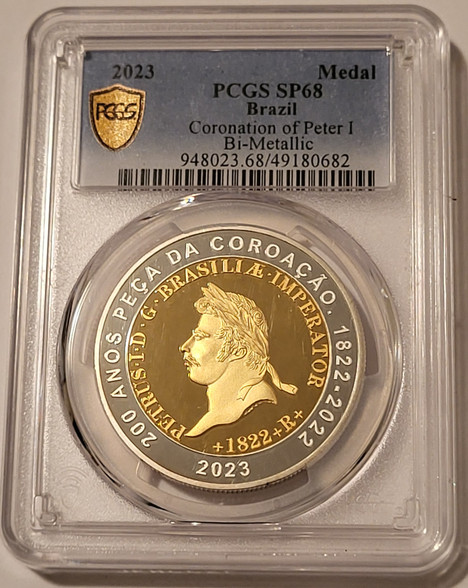 2023 Medal
PCGS SP68
Brazil
Coronation of Peter I
Bi-Metallic
948023.68/49180682
PCGS
200 ANOS PEÇA DA COROAÇÃO. 1822-2022
PETRUS·I·D·G·BRASILIÆ·IMPERATOR
+1822+R+
2023